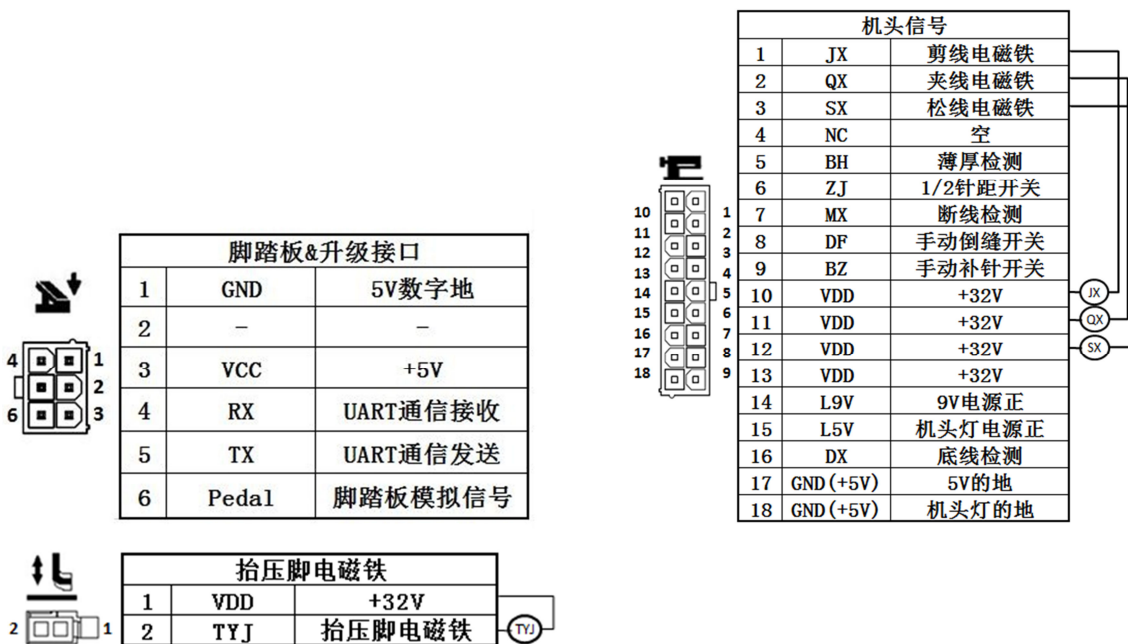 机头信号
1 JX 剪线电磁铁
2 QX 夹线电磁铁
3 SX 松线电磁铁
4 NC 空
5 BH 薄厚检测
6 ZJ 1/2针距开关
7 MX 断线检测
8 DF 手动倒缝开关
9 BZ 手动补针开关
10 VDD +32V
11 VDD +32V
12 VDD +32V
13 VDD +32V
14 L9V 9V电源正
15 L5V 机头灯电源正
16 DX 底线检测
17 GND(+5V) 5V的地
18 GND(+5V) 机头灯的地
JX
QX
SX
10 1
11 2
12 3
13 4
14 5
15 6
16 7
17 8
18 9
脚踏板&升级接口
1 GND 5V数字地
2 - -
3 VCC +5V
4 RX UART通信接收
5 TX UART通信发送
6 Pedal 脚踏板模拟信号
4 1
2
6 3
抬压脚电磁铁
1 VDD +32V
2 TYJ 抬压脚电磁铁
TYJ
2 1